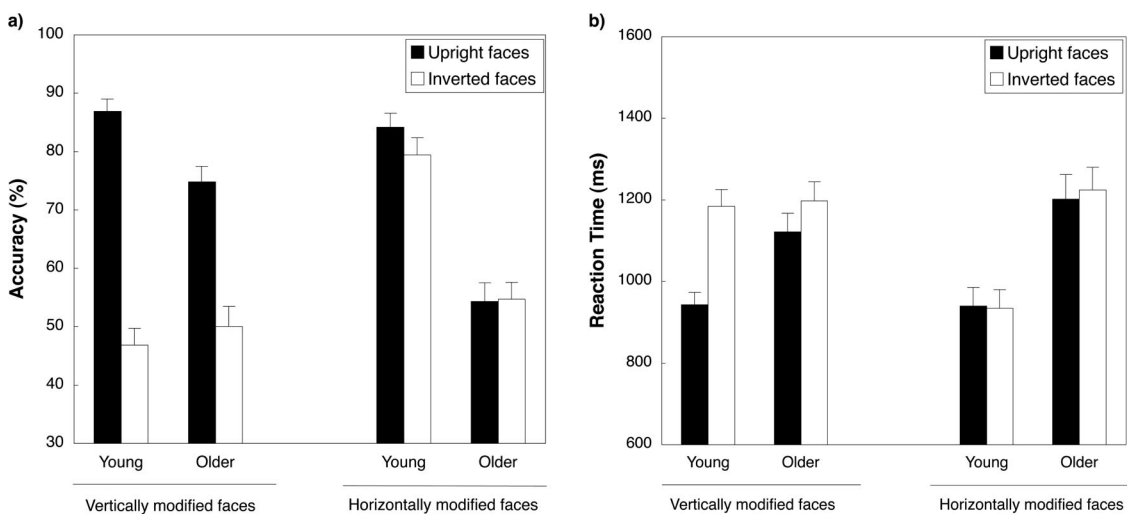 a)
100
90
80
70
60
50
40
30
Accuracy (%)
Upright faces
Inverted faces
Young Older Young Older
Vertically modified faces Horizontally modified faces
b)
1600
1400
1200
1000
800
600
Reaction Time (ms)
Upright faces
Inverted faces
Young Older Young Older
Vertically modified faces Horizontally modified faces